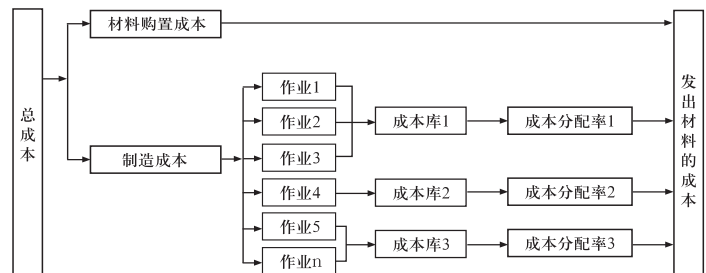 总成本
材料购置成本
制造成本
作业1
作业2
作业3
作业4
作业5
作业n
成本库1
成本库2
成本库3
成本分配率1
成本分配率2
成本分配率3
发出材料的成本